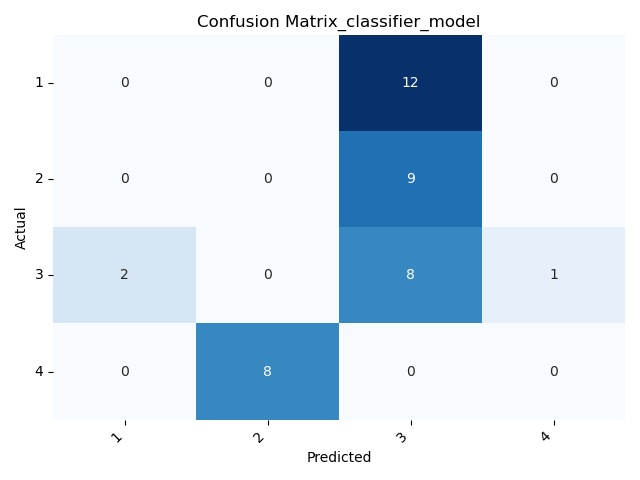 Confusion Matrix_classifier_model
1 0 0 12 0
2 0 0 9 0
Actual
3 2 0 8 1
4 0 8 0 0
1 2 3 4
Predicted